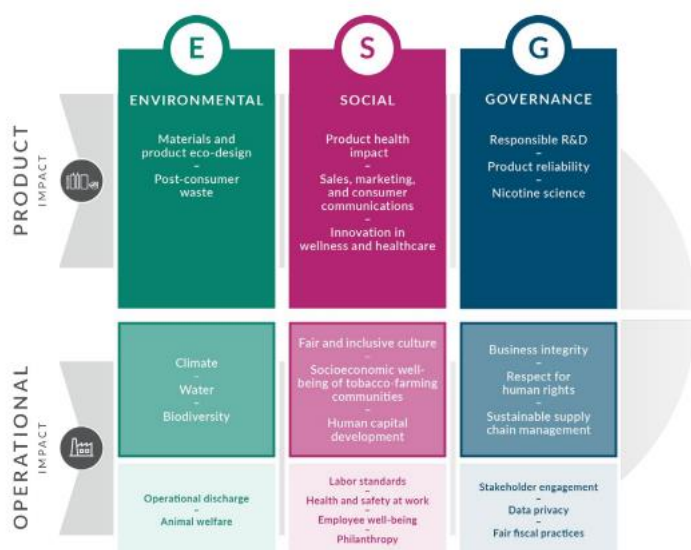 E
S
G
ENVIRONMENTAL
SOCIAL
GOVERNANCE
PRODUCT
IMPACT
Materials and
product eco-design
–
Post-consumer
waste
Product health
impact
–
Sales, marketing,
and consumer
communications
–
Innovation in
wellness and healthcare
Responsible R&D
–
Product reliability
–
Nicotine science
OPERATIONAL
IMPACT
Climate
–
Water
–
Biodiversity
Fair and inclusive culture
–
Socioeconomic well-
being of tobacco-farming
communities
–
Human capital
development
Business integrity
–
Respect for
human rights
–
Sustainable supply
chain management
Operational discharge
–
Animal welfare
Labor standards
–
Health and safety at work
–
Employee well-being
–
Philanthropy
Stakeholder engagement
–
Data privacy
–
Fair fiscal practices